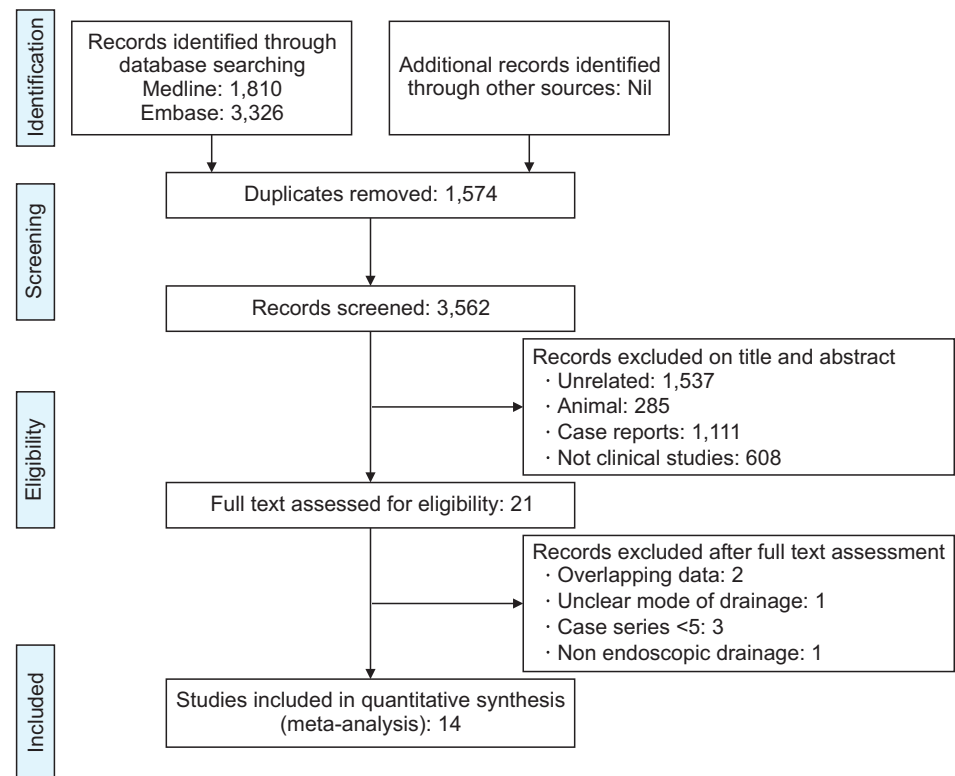 Identification
Records identified through
database searching
Medline: 1,810
Embase: 3,326
Additional records identified
through other sources: Nil
Screening
Duplicates removed: 1,574
Records screened: 3,562
Records excluded on title and abstract
· Unrelated: 1,537
· Animal: 285
· Case reports: 1,111
· Not clinical studies: 608
Eligibility
Full text assessed for eligibility: 21
Records excluded after full text assessment
· Overlapping data: 2
· Unclear mode of drainage: 1
· Case series <5: 3
· Non endoscopic drainage: 1
Included
Studies included in quantitative synthesis
(meta-analysis): 14